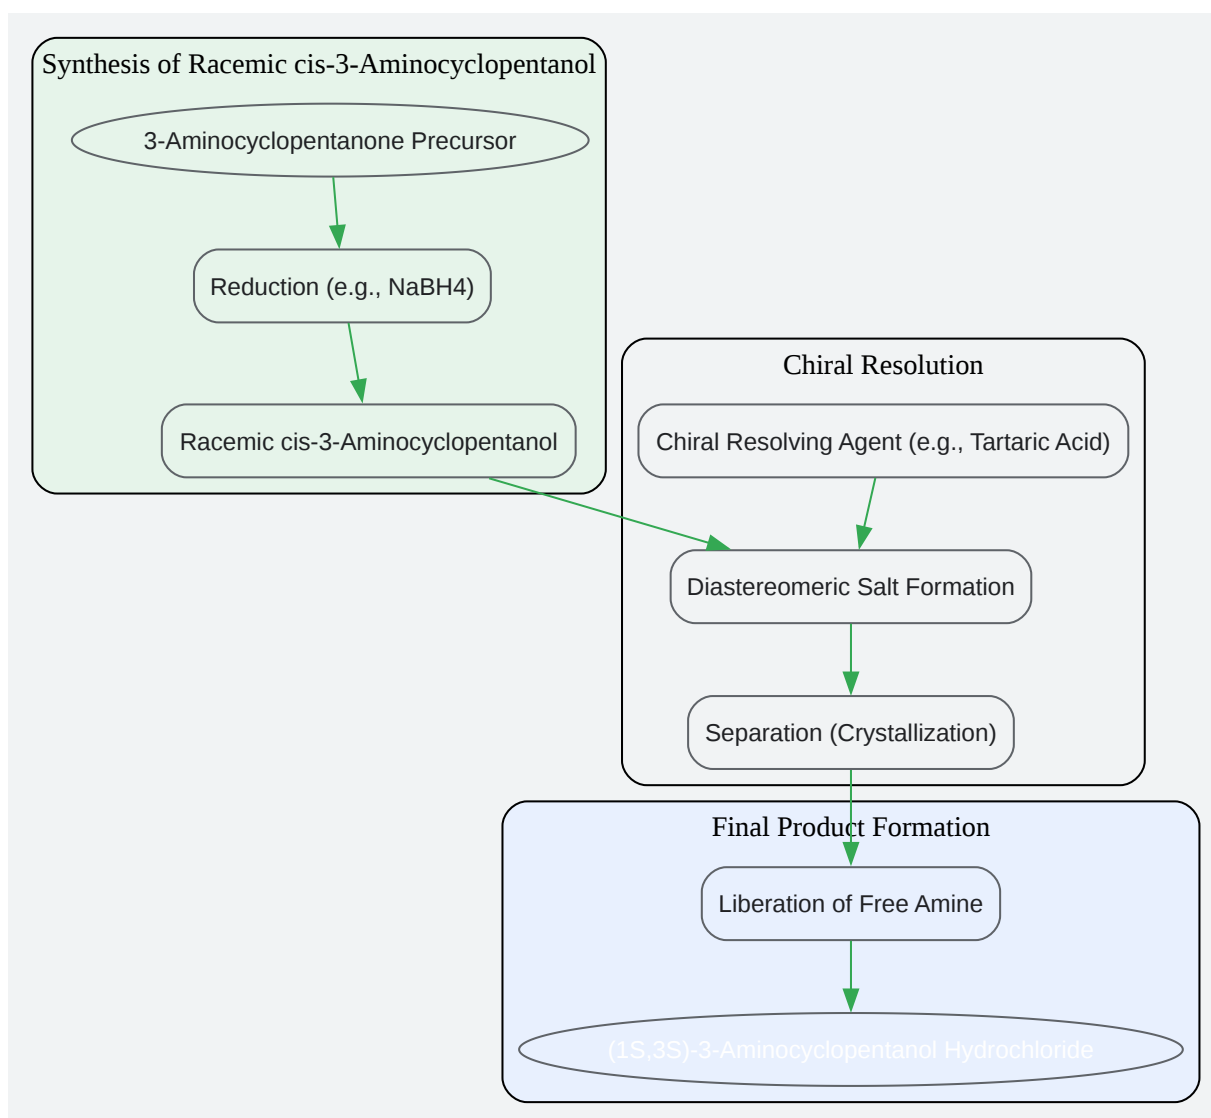 Synthesis of Racemic cis-3-Aminocyclopentanol
3-Aminocyclopentanone Precursor
Reduction (e.g., NaBH4)
Racemic cis-3-Aminocyclopentanol
Chiral Resolution
Chiral Resolving Agent (e.g., Tartaric Acid)
Diastereomeric Salt Formation
Separation (Crystallization)
Final Product Formation
Liberation of Free Amine
(1S,3S)-3-Aminocyclopentanol Hydrochloride